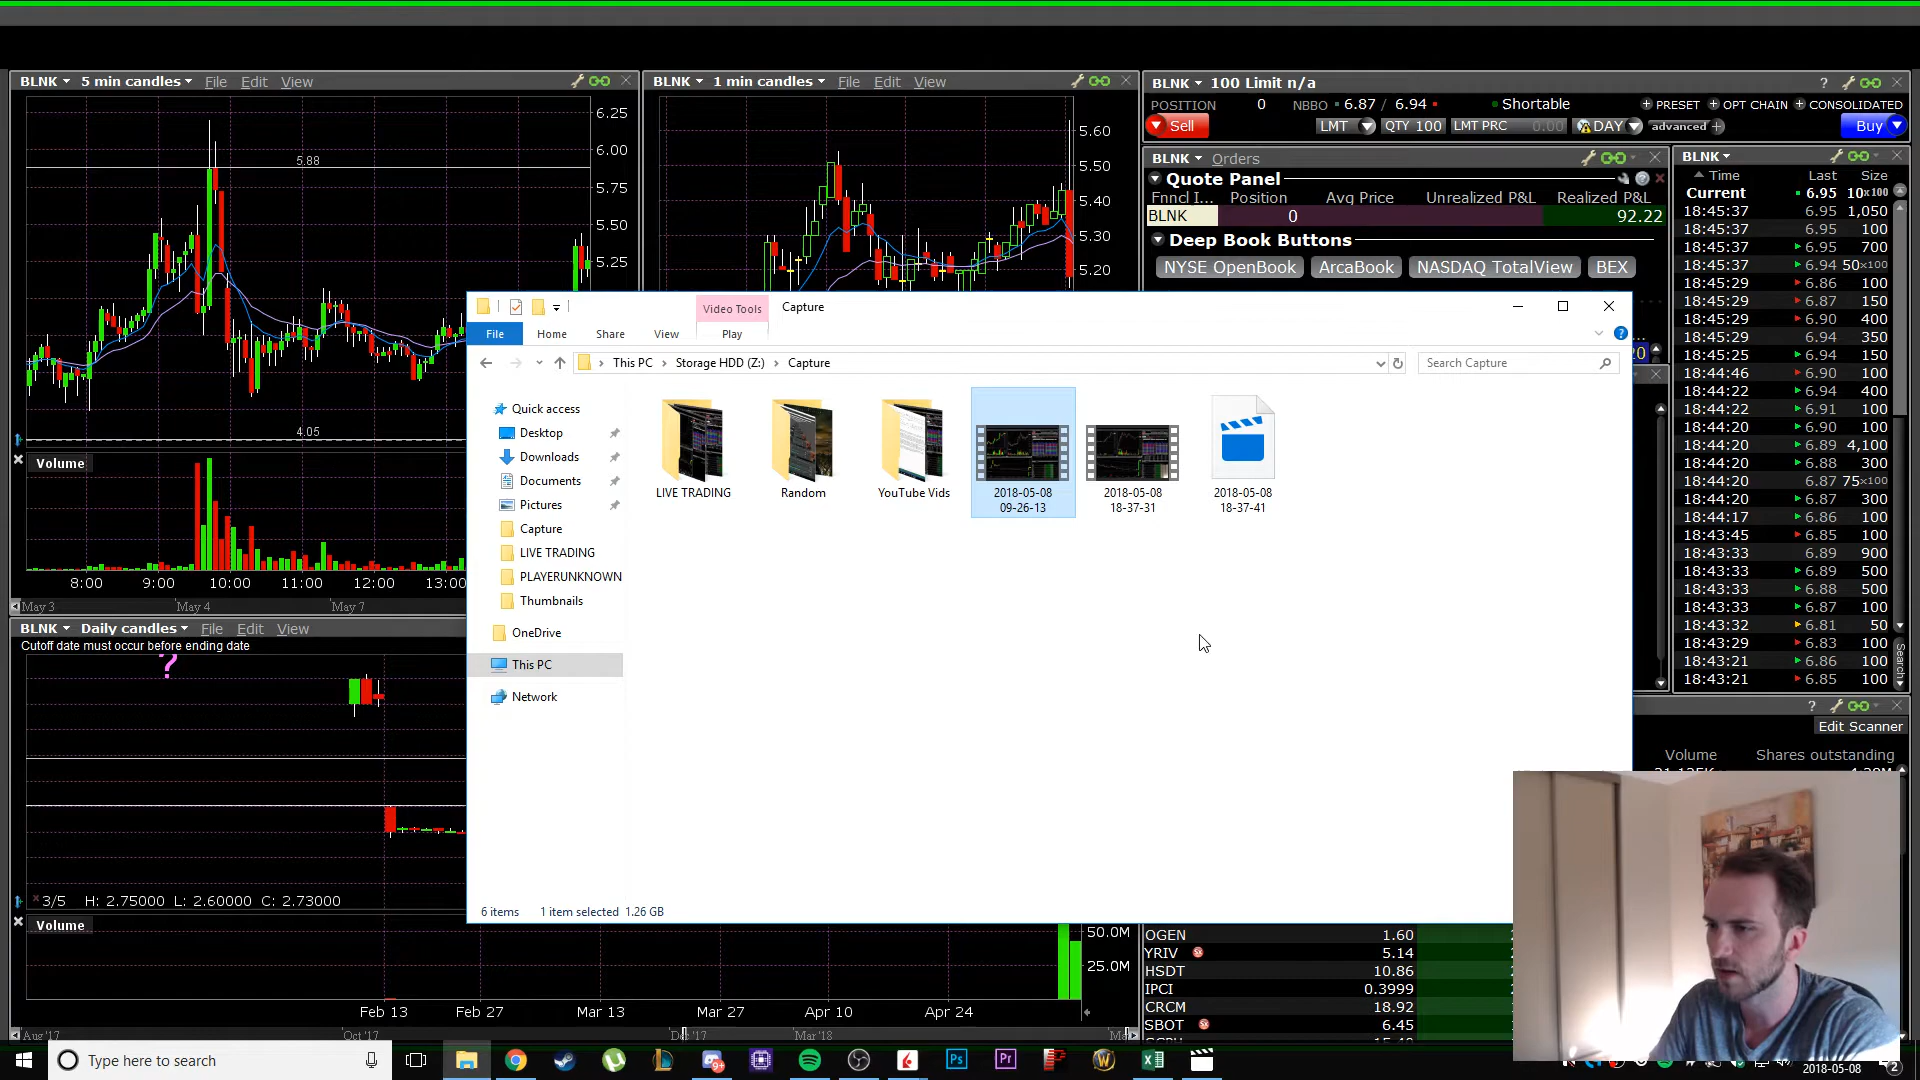 BLNK 5 min candles File Edit View
6.25
6.00
5.88
5.75
5.50
5.25
4.05
Volume
8:00 9:00 10:00 11:00 12:00 13:00
May 3 May 4 May 7
BLNK 1 min candles File Edit View
5.60
5.50
5.40
5.30
5.20
BLNK 100 Limit n/a
POSITION 0 NBBO 6.87 / 6.94 Shortable PRESET OPT CHAIN CONSOLIDATED
Sell LMT QTY 100 LMT PRC 0.00 DAY advanced Buy
BLNK Orders
Quote Panel
Fnncl I... Position Avg Price Unrealized P&L Realized P&L
BLNK 0 92.22
Deep Book Buttons
NYSE OpenBook ArcaBook NASDAQ TotalView BEX
BLNK
Time Last Size
Current 6.95 10x100
18:45:37 6.95 1,050
18:45:37 6.95 100
18:45:37 6.95 700
18:45:37 6.94 50x100
18:45:29 6.86 100
18:45:29 6.87 150
18:45:29 6.90 400
18:45:29 6.94 350
18:45:25 6.94 150
18:44:46 6.90 100
18:44:22 6.94 400
18:44:22 6.91 100
18:44:20 6.90 100
18:44:20 6.89 4,100
18:44:20 6.88 300
18:44:20 6.87 75x100
18:44:20 6.87 300
18:44:17 6.86 100
18:43:45 6.85 100
18:43:33 6.89 900
18:43:33 6.89 500
18:43:33 6.88 500
18:43:33 6.87 100
18:43:32 6.81 50
18:43:29 6.83 100
18:43:21 6.86 100
18:43:21 6.85 100
Search
Video Tools Capture
File Home Share View Play
This PC Storage HDD (Z:) Capture Search Capture
Quick access
Desktop
Downloads
Documents
Pictures
Capture
LIVE TRADING
PLAYERUNKNOWN
Thumbnails
OneDrive
This PC
Network
LIVE TRADING
Random
YouTube Vids
2018-05-08
09-26-13
2018-05-08
18-37-31
2018-05-08
18-37-41
6 items 1 item selected 1.26 GB
BLNK Daily candles File Edit View
Cutoff date must occur before ending date
?
3/5 H: 2.75000 L: 2.60000 C: 2.73000
Volume
50.0M
25.0M
Feb 13 Feb 27 Mar 13 Mar 27 Apr 10 Apr 24
Aug'17 Oct'17 Dec'17 Mar'18
Edit Scanner
Volume Shares outstanding
OGEN 1.60
YRIV 5.14
HSDT 10.86
IPCI 0.3999
CRCM 18.92
SBOT 6.45
Type here to search
2018-05-08
2